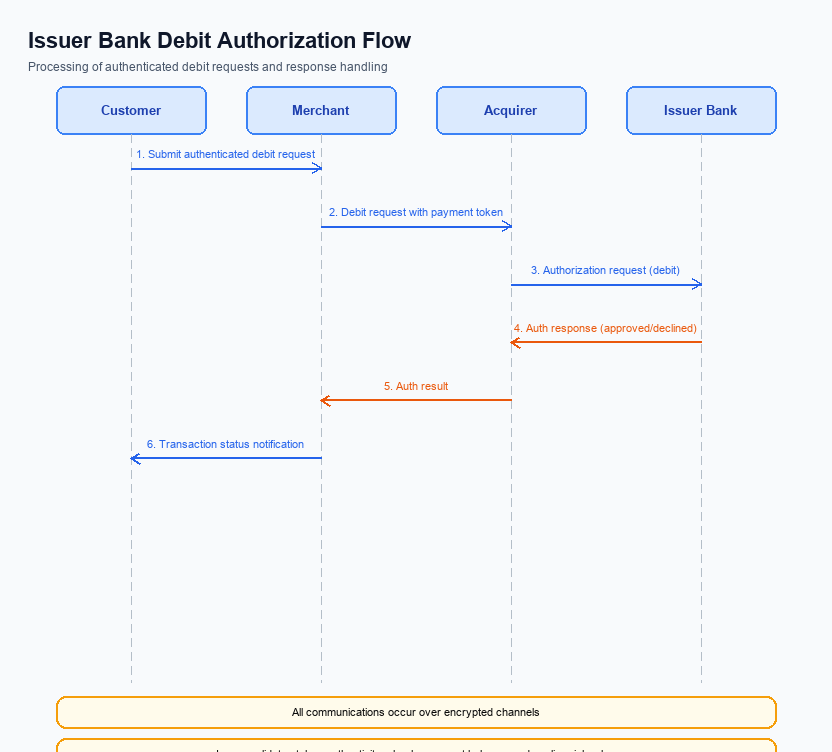 Issuer Bank Debit Authorization Flow
Processing of authenticated debit requests and response handling
Customer
Merchant
Acquirer
Issuer Bank
1. Submit authenticated debit request
2. Debit request with payment token
3. Authorization request (debit)
4. Auth response (approved/declined)
5. Auth result
6. Transaction status notification
All communications occur over encrypted channels